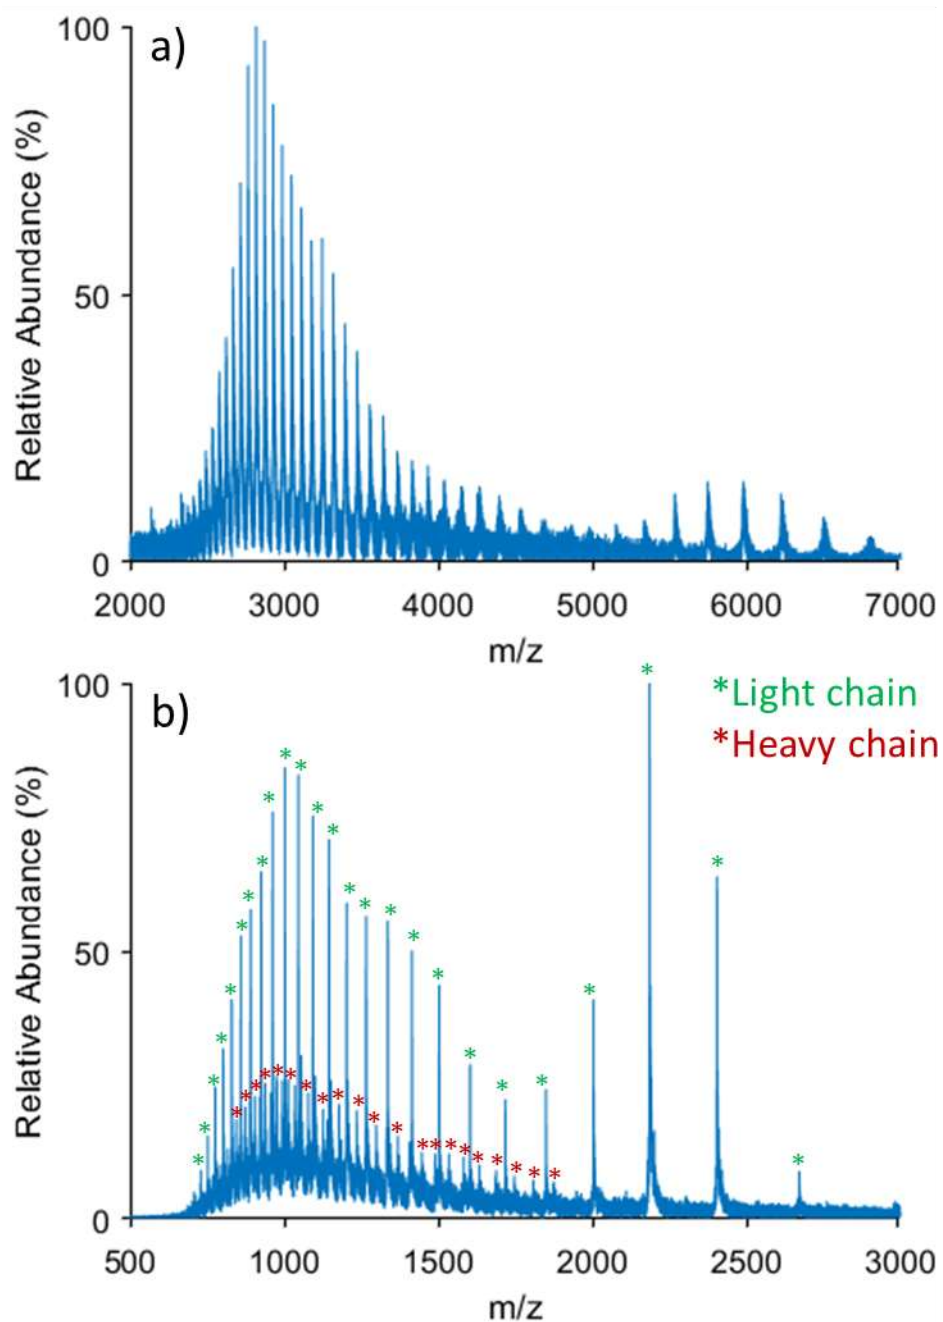 a)
Relative Abundance (%)
100
50
0
2000 3000 4000 5000 6000 7000
m/z
b)
*Light chain
*Heavy chain
Relative Abundance (%)
100
50
0
500 1000 1500 2000 2500 3000
m/z